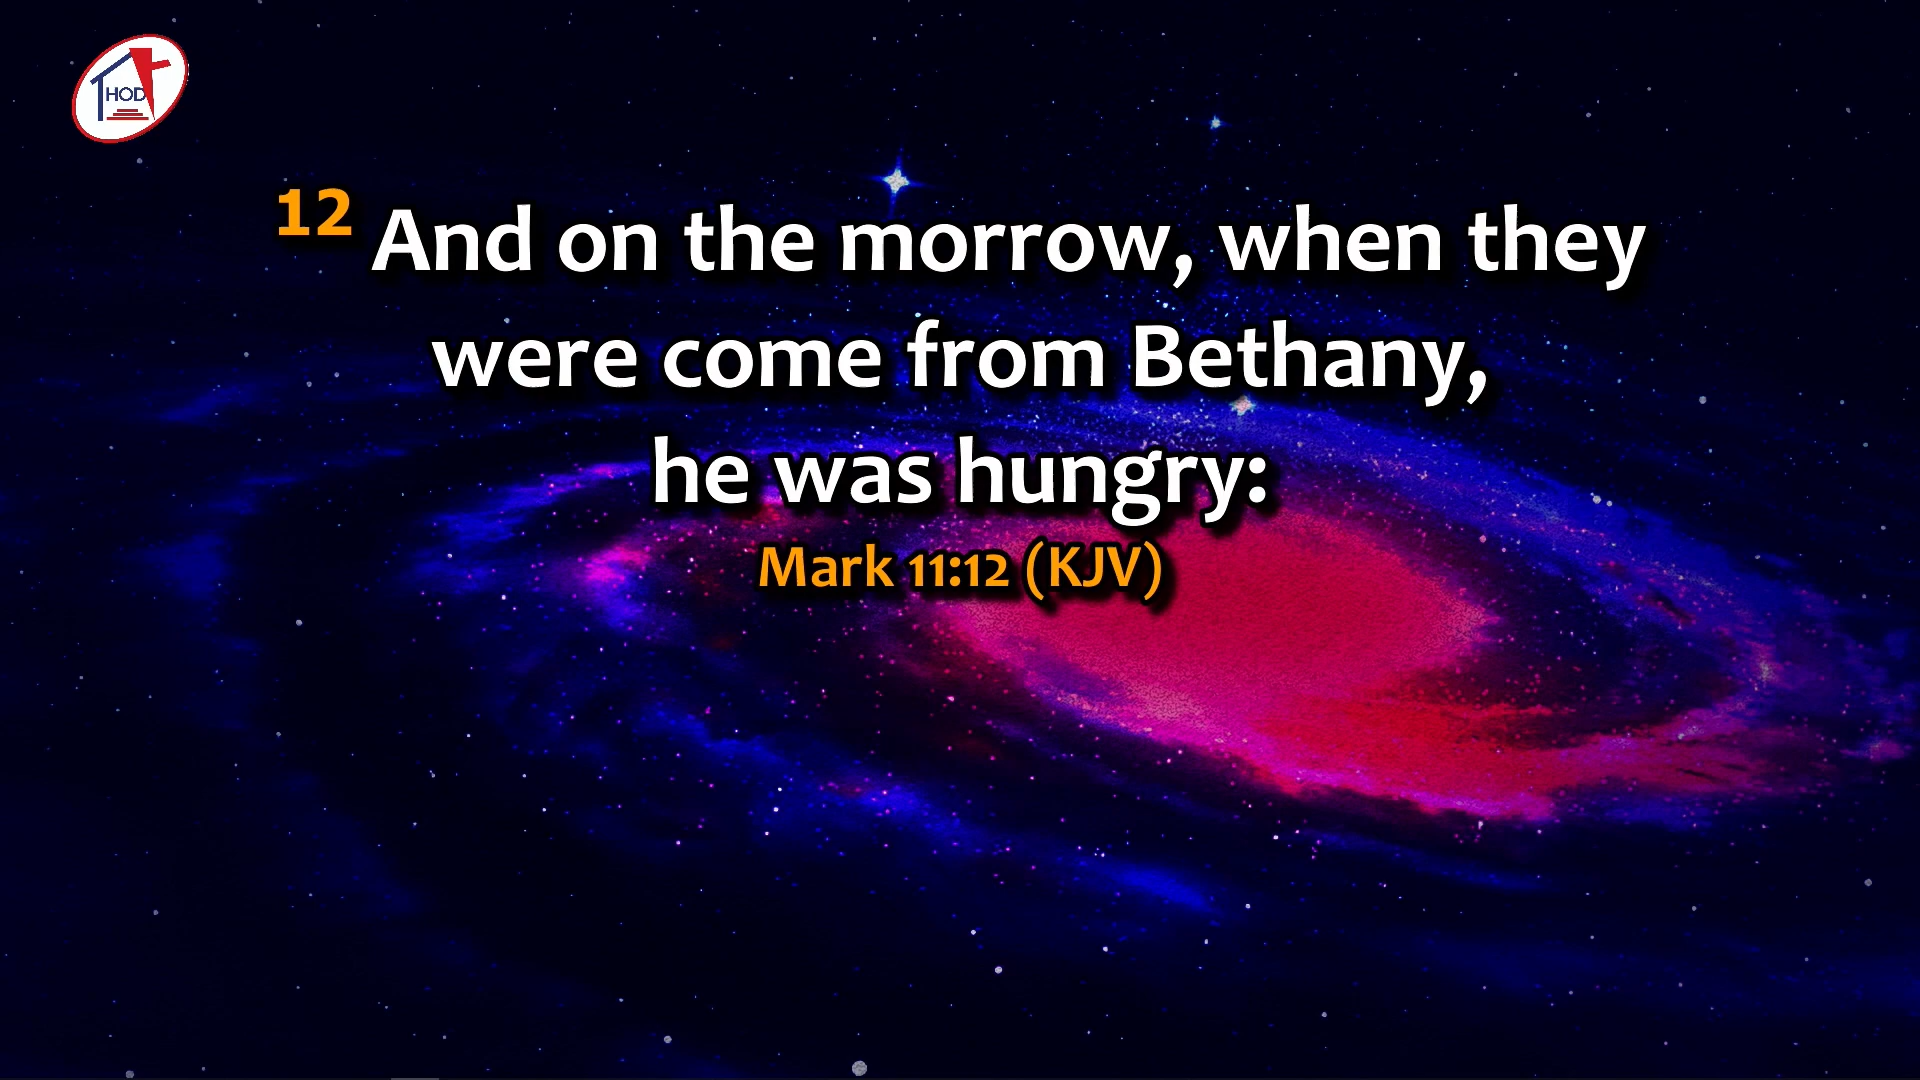 HOD
12 And on the morrow, when they
were come from Bethany,
he was hungry:
Mark 11:12 (KJV)